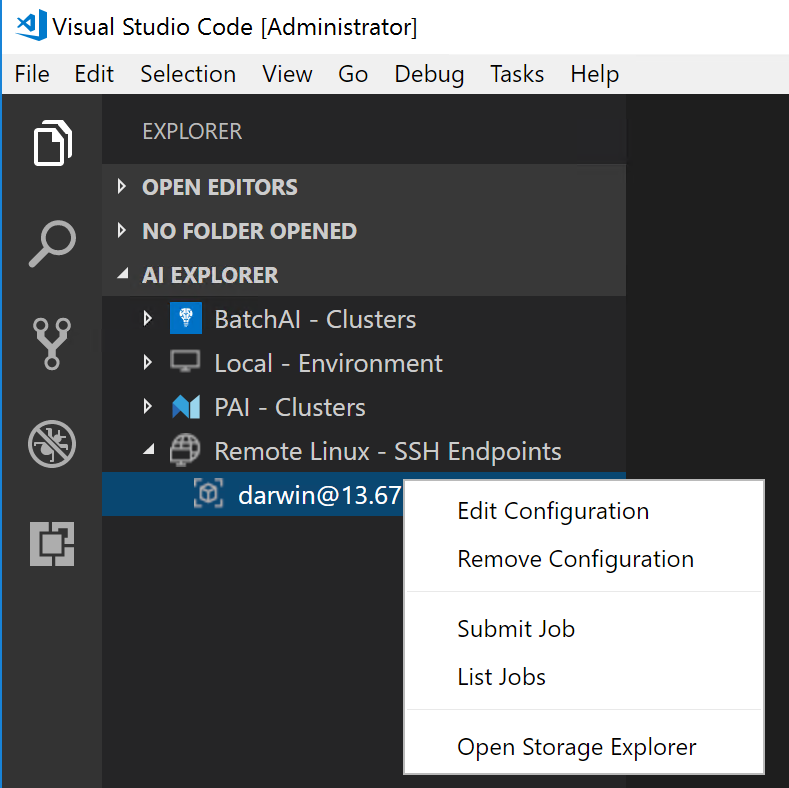 Visual Studio Code [Administrator]
File Edit Selection View Go Debug Tasks Help
EXPLORER
OPEN EDITORS
NO FOLDER OPENED
AI EXPLORER
BatchAI - Clusters
Local - Environment
PAI - Clusters
Remote Linux - SSH Endpoints
darwin@13.67
Edit Configuration
Remove Configuration
Submit Job
List Jobs
Open Storage Explorer